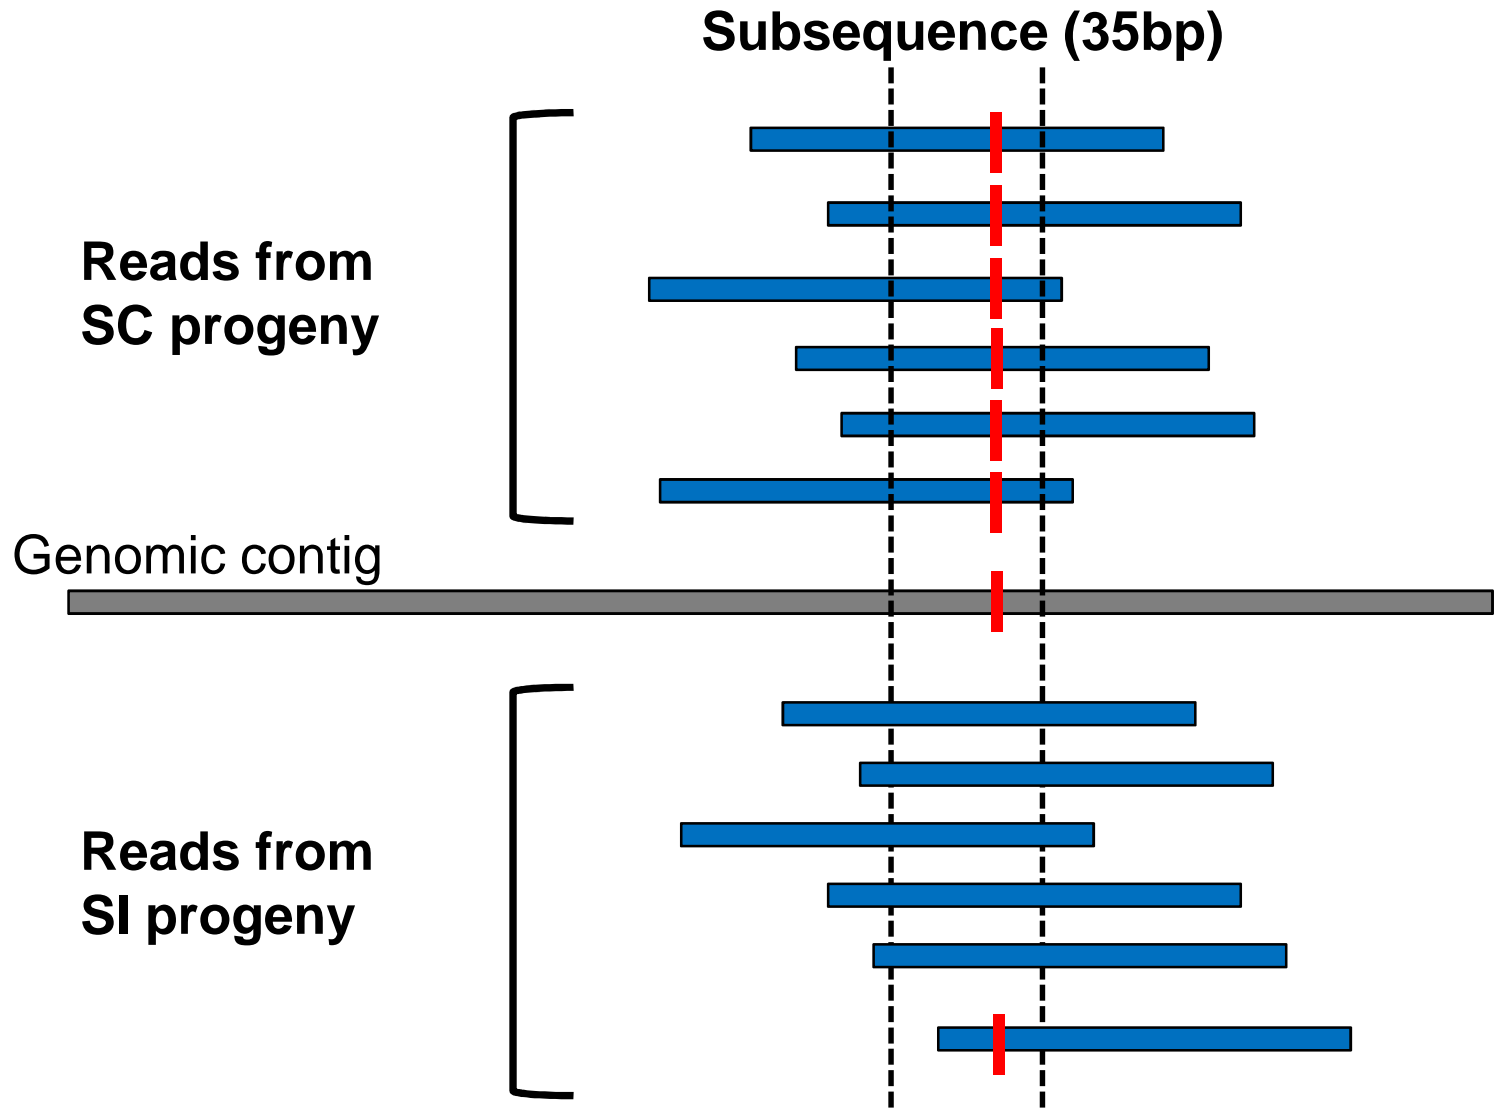 Subsequence (35bp)
Reads from
SC progeny
Genomic contig
Reads from
SI progeny